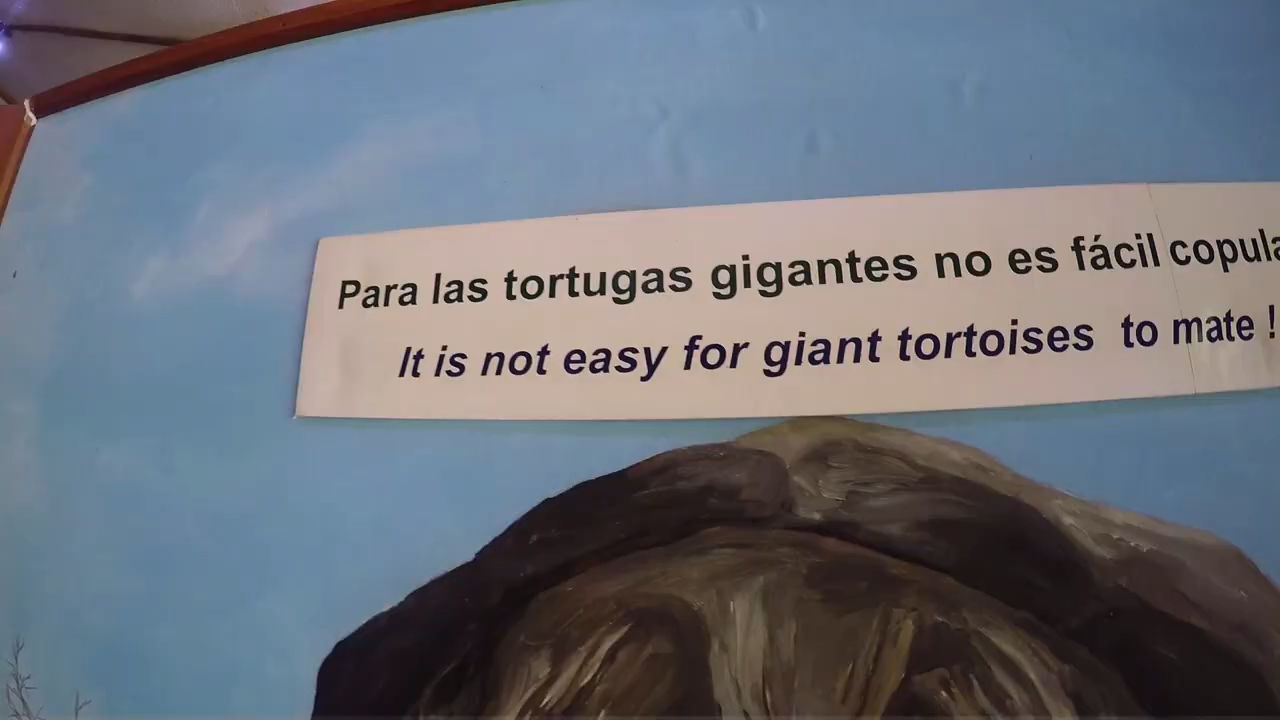 Para las tortugas gigantes no es fácil copula
It is not easy for giant tortoises to mate !